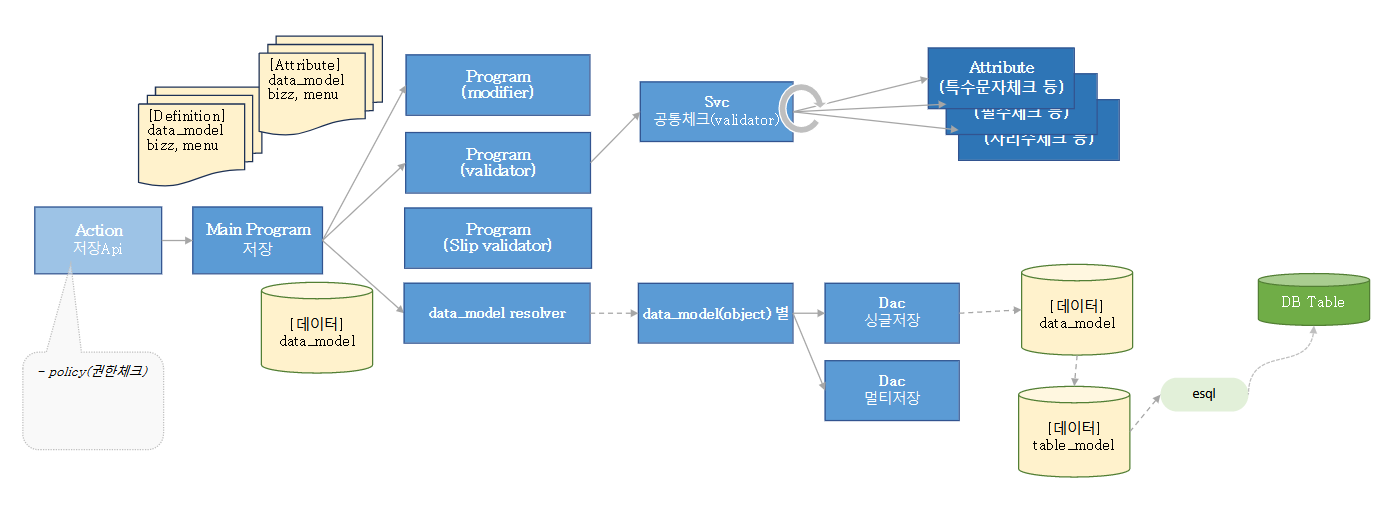 [Attribute]
data_model
bizz, menu
[Definition]
data_model
bizz, menu
Action
저장Api
Main Program
저장
- policy(권한체크)
[데이터]
data_model
Program
(modifier)
Program
(validator)
Program
(Slip validator)
data_model resolver
Svc
공통체크(validator)
Attribute
(특수문자체크 등)
(필수체크 등)
(자리수체크 등)
data_model(object) 별
Dac
싱글저장
Dac
멀티저장
[데이터]
data_model
[데이터]
table_model
esql
DB Table